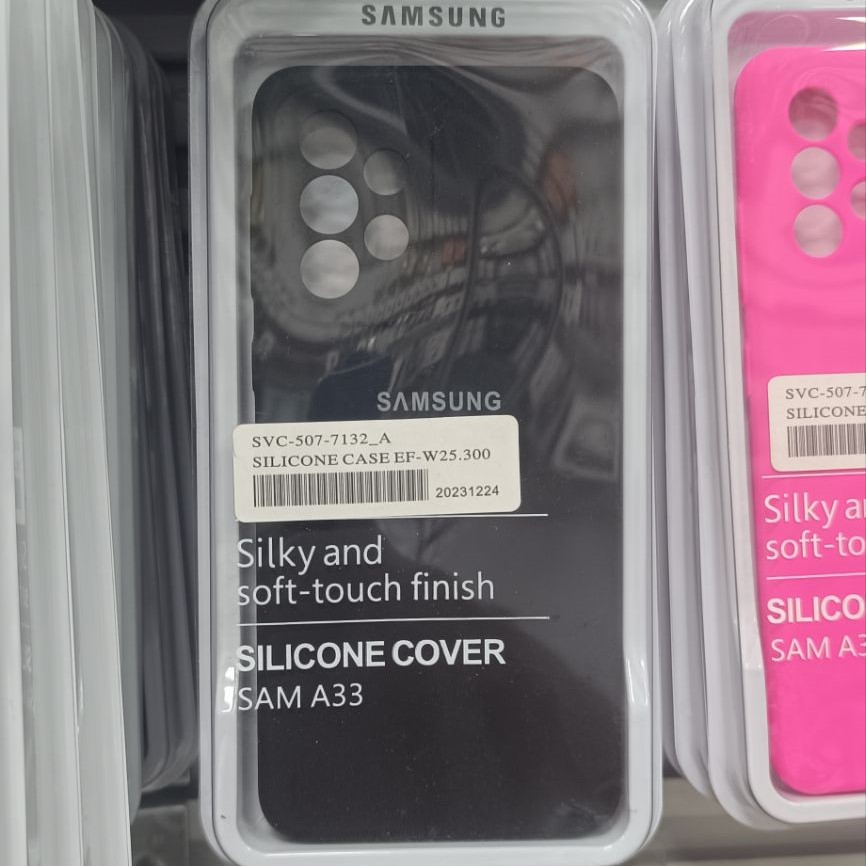 SAMSUNG
SAMSUNG
SVC-507-7132_A
SILICONE CASE EF-W25.300
20231224
Silky and
soft-touch finish
SILICONE COVER
SAM A33
SVC-507-7
SILICONE
Silky a
soft-to
SILICO
SAM A3